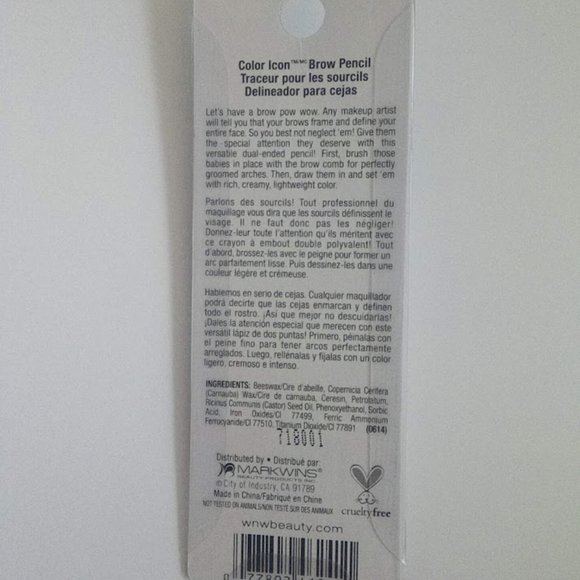 Color Icon™/MC Brow Pencil
Traceur pour les sourcils
Delineador para cejas
Let's have a brow pow wow. Any makeup artist
will tell you that your brows frame and define your
entire face. So you best not neglect 'em! Give them
the special attention they deserve with this
versable dual-ended pencil! First, brush those
babies in place with the brow comb for perfectly
groomed arches. Then, draw them in and set 'em
with rich, creamy, lightweight color.
Parlons des sourcils! Tout professionnel du
maquillage vous dira que les sourcils définissent le
visage. Il ne faut donc pas les négliger!
Donnez-leur toute l'attention qu'ils méritent avec
ce crayon à embout double polyvalent! Tout
d'abord, brossez-les avec le peigne pour former un
arc parfaitement lisse. Puis dessinez-les dans une
couleur légère et crémeuse.
Hablemos en serio de cejas. Cualquier maquillador
podrá decirte que las cejas enmarcan y definen
todo el rostro. ¡Así que mejor no descuidarlas!
¡Dales la atención especial que merecen con este
versátil lápiz de dos puntas! Primero, péinalas con
el peine fino para tener arcos perfectamente
arreglados. Luego, rellénalas y fíjalas con un color
ligero, cremoso e intenso.
INGREDIENTS: Beeswax/Cire d'abeille, Copernicia Cerifera
(Carnauba) Wax/Cire de carnauba, Ceresin, Petrolatum,
Ricinus Communis (Castor) Seed Oil, Phenoxyethanol, Sorbic
Acid, Iron Oxides/CI 77499, Ferric Ammonium
Ferrocyanide/CI 77510, Titanium Dioxide/CI 77891 (0614)
718001
Distributed by • Distribué par
MARKWINS®
BEAUTY PRODUCTS INC.
© City of Industry, CA 91789
Made in China/Fabriqué en Chine
NOT TESTED ON ANIMALS/NON TESTÉ SUR DES ANIMAUX
crueltyfree
wnwbeauty.com